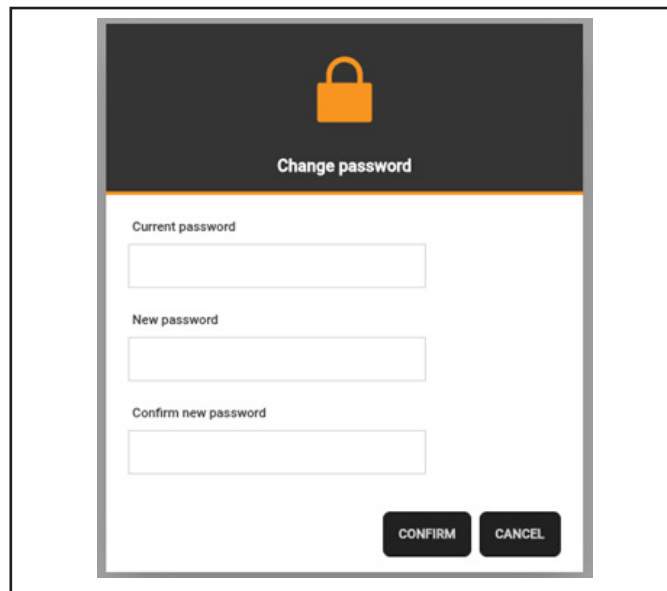 Change password
Current password
New password
Confirm new password
CONFIRM CANCEL